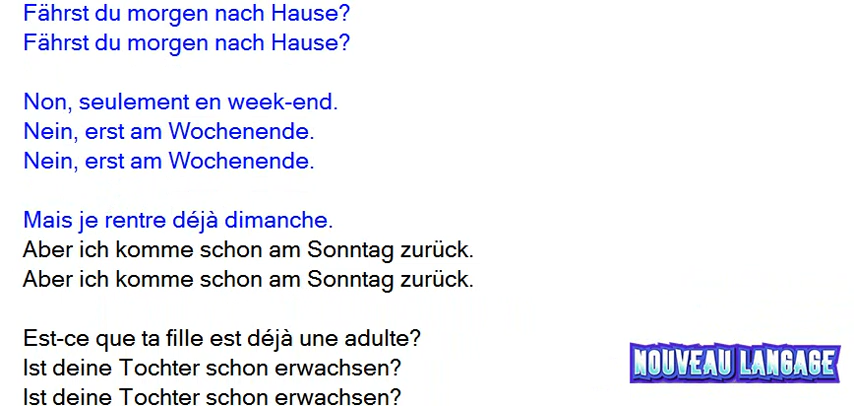 Fährst du morgen nach Hause?
Fährst du morgen nach Hause?
Non, seulement en week-end.
Nein, erst am Wochenende.
Nein, erst am Wochenende.
Mais je rentre déjà dimanche.
Aber ich komme schon am Sonntag zurück.
Aber ich komme schon am Sonntag zurück.
Est-ce que ta fille est déjà une adulte?
Ist deine Tochter schon erwachsen?
Ist deine Tochter schon erwachsen?
NOUVEAU LANGAGE